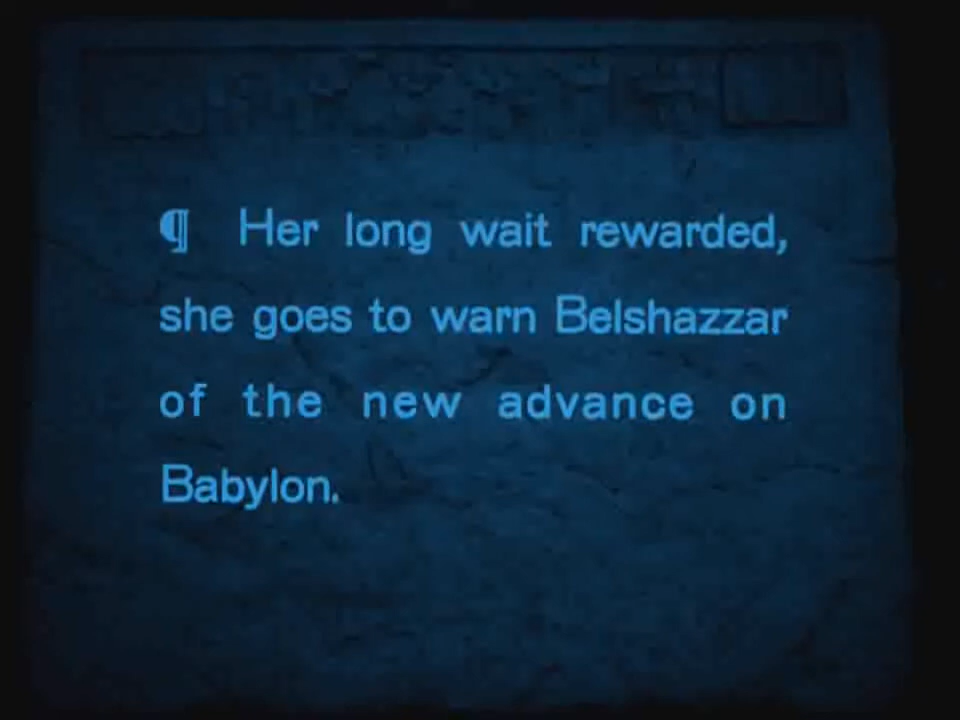 ¶ Her long wait rewarded,
she goes to warn Belshazzar
of the new advance on
Babylon.